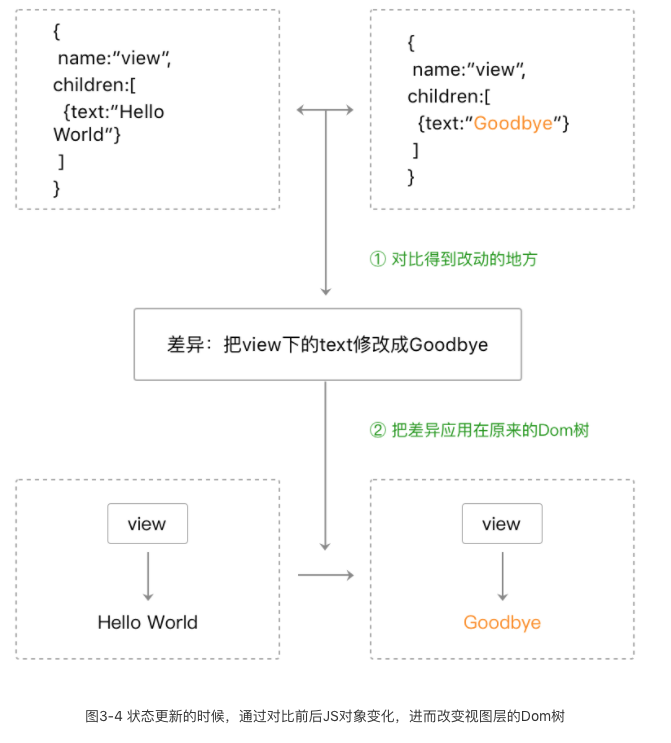 {
name:"view",
children:[
{text:"Hello
World"}
]
}
{
name:"view",
children:[
{text:"Goodbye"}
]
}
① 对比得到改动的地方
差异：把view下的text修改成Goodbye
② 把差异应用在原来的Dom树
view
Hello World
view
Goodbye
图3-4 状态更新的时候，通过对比前后JS对象变化，进而改变视图层的Dom树